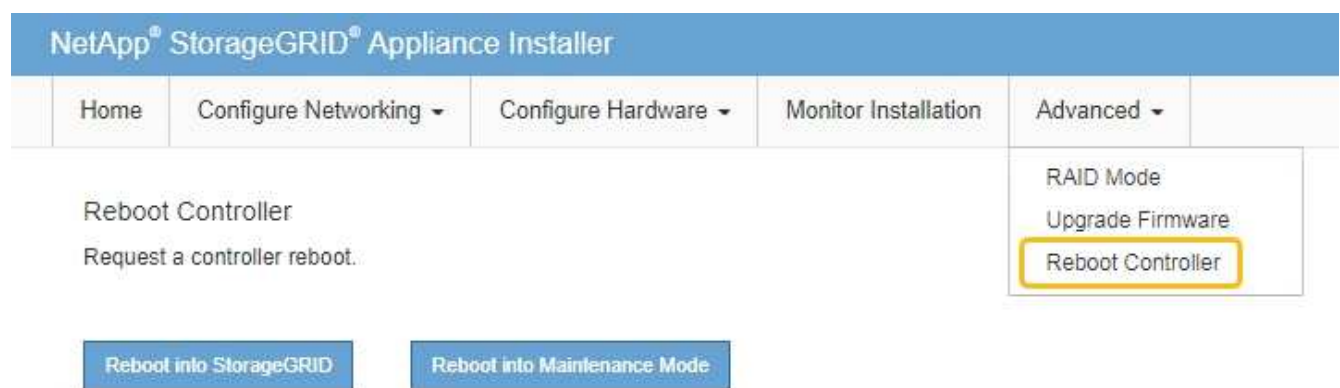 NetApp® StorageGRID® Appliance Installer
Home Configure Networking Configure Hardware Monitor Installation Advanced
RAID Mode
Upgrade Firmware
Reboot Controller
Reboot Controller
Request a controller reboot.
Reboot into StorageGRID Reboot into Maintenance Mode